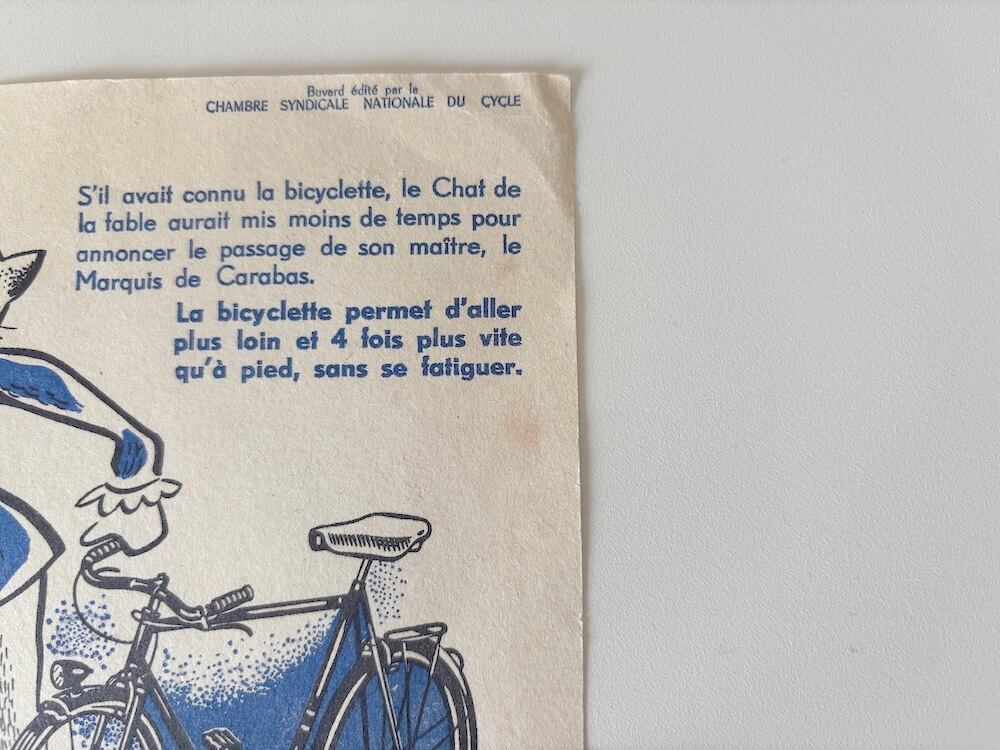 Buvard édité par la
CHAMBRE SYNDICALE NATIONALE DU CYCLE
S'il avait connu la bicyclette, le Chat de
la fable aurait mis moins de temps pour
annoncer le passage de son maître, le
Marquis de Carabas.
La bicyclette permet d'aller
plus loin et 4 fois plus vite
qu'à pied, sans se fatiguer.